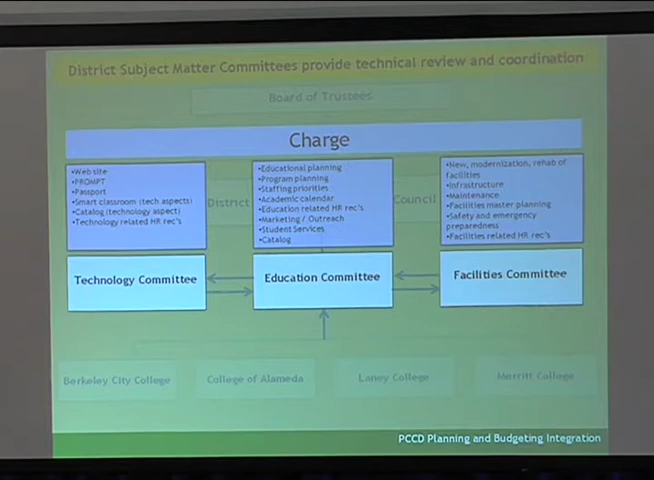 District Subject Matter Committees provide technical review and coordination
Board of Trustees
Charge
•Web site
•PROMPT
•Passport
•Smart classroom (tech aspects)
•Catalog (technology aspect)
•Technology related HR rec's
•Educational planning
•Program planning
•Staffing priorities
•Academic calendar
•Education related HR rec's
•Marketing / Outreach
•Student Services
•Catalog
•New, modernization, rehab of
facilities
•Infrastructure
•Maintenance
•Facilities master planning
•Safety and emergency
preparedness
•Facilities related HR rec's
District
Council
Technology Committee
Education Committee
Facilities Committee
Berkeley City College
College of Alameda
Laney College
Merritt College
PCCD Planning and Budgeting Integration